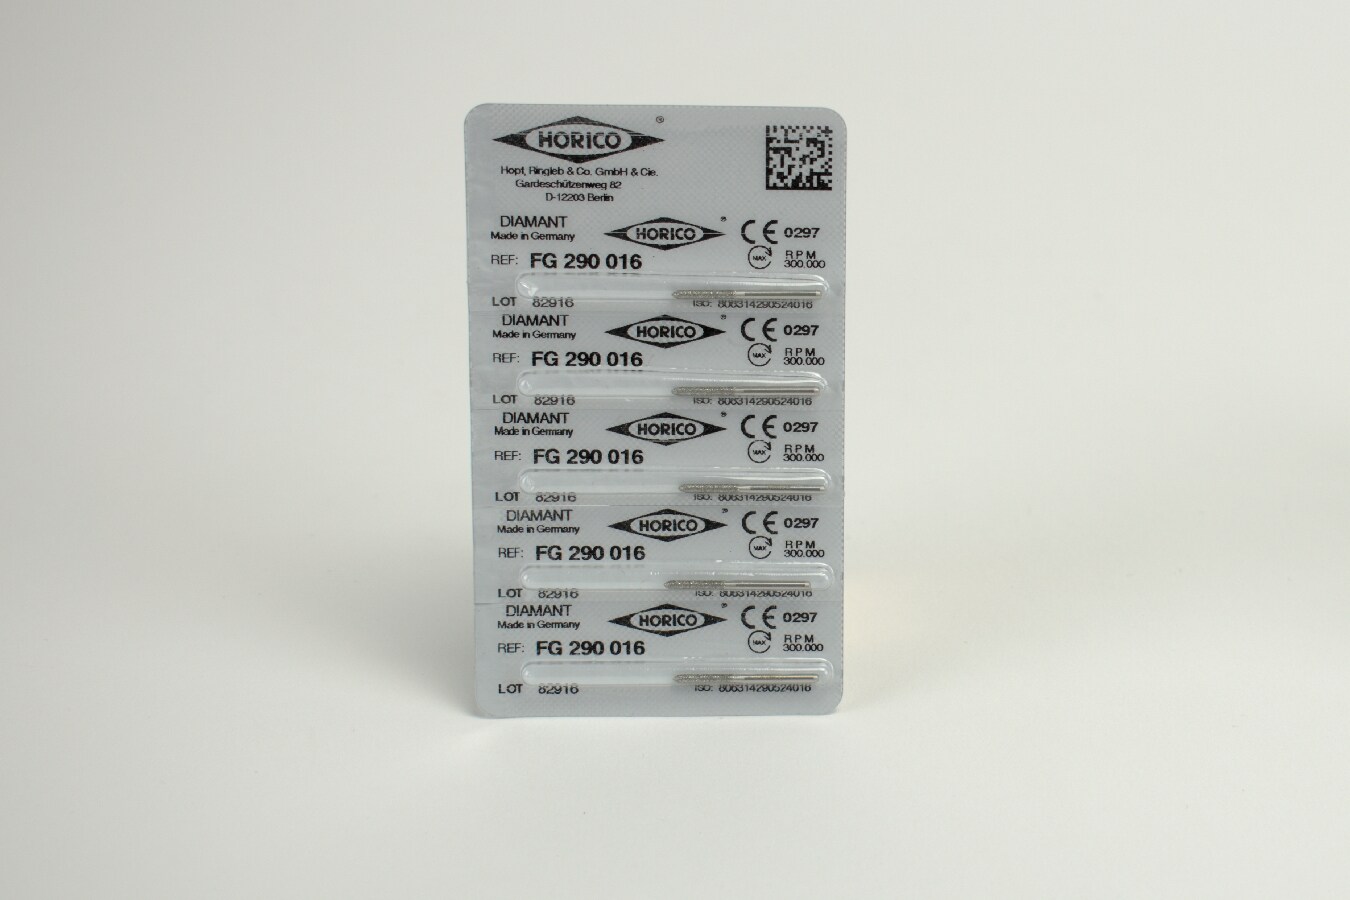 HORICO ®
Hopf, Ringleb & Co. GmbH & Cie.
Gardeschützenweg 82
D-12203 Berlin
DIAMANT
Made in Germany
HORICO ®
CE 0297
REF: FG 290 016
MAX
RPM
300.000
LOT 82916
ISO: 806314290524016
DIAMANT
Made in Germany
HORICO ®
CE 0297
REF: FG 290 016
MAX
RPM
300.000
LOT 82916
ISO: 806314290524016
DIAMANT
Made in Germany
HORICO ®
CE 0297
REF: FG 290 016
MAX
RPM
300.000
LOT 82916
ISO: 806314290524016
DIAMANT
Made in Germany
HORICO ®
CE 0297
REF: FG 290 016
MAX
RPM
300.000
LOT 82916
ISO: 806314290524016
DIAMANT
Made in Germany
HORICO ®
CE 0297
REF: FG 290 016
MAX
RPM
300.000
LOT 82916
ISO: 806314290524016